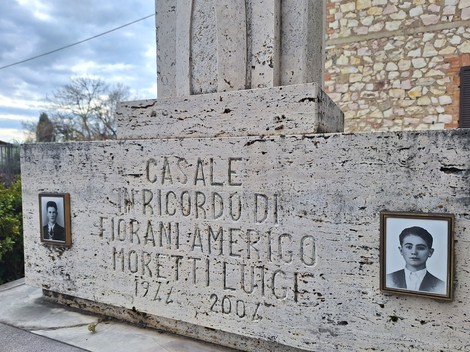 CASALE
IN RICORDO DI
FIORANI AMERIGO
MORETTI LUIGI
1944 2004